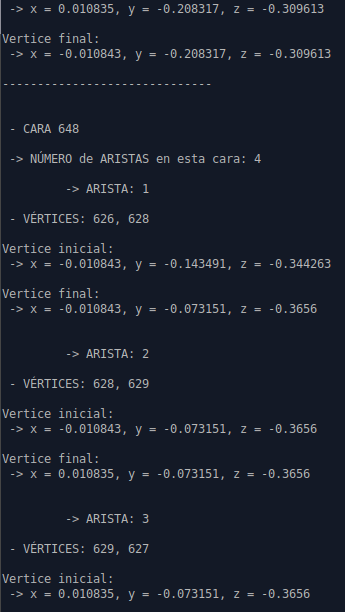 -> x = 0.010835, y = -0.208317, z = -0.309613
Vertice final:
-> x = -0.010843, y = -0.208317, z = -0.309613
------------------------------
- CARA 648
-> NÚMERO de ARISTAS en esta cara: 4
-> ARISTA: 1
- VÉRTICES: 626, 628
Vertice inicial:
-> x = -0.010843, y = -0.143491, z = -0.344263
Vertice final:
-> x = -0.010843, y = -0.073151, z = -0.3656
-> ARISTA: 2
- VÉRTICES: 628, 629
Vertice inicial:
-> x = -0.010843, y = -0.073151, z = -0.3656
Vertice final:
-> x = 0.010835, y = -0.073151, z = -0.3656
-> ARISTA: 3
- VÉRTICES: 629, 627
Vertice inicial:
-> x = 0.010835, y = -0.073151, z = -0.3656